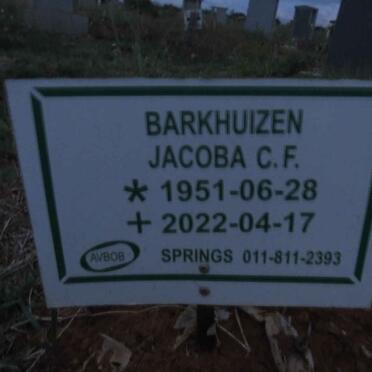 BARKHUIZEN
JACOBA C.F.
* 1951-06-28
+ 2022-04-17
AVBOB SPRINGS 011-811-2393